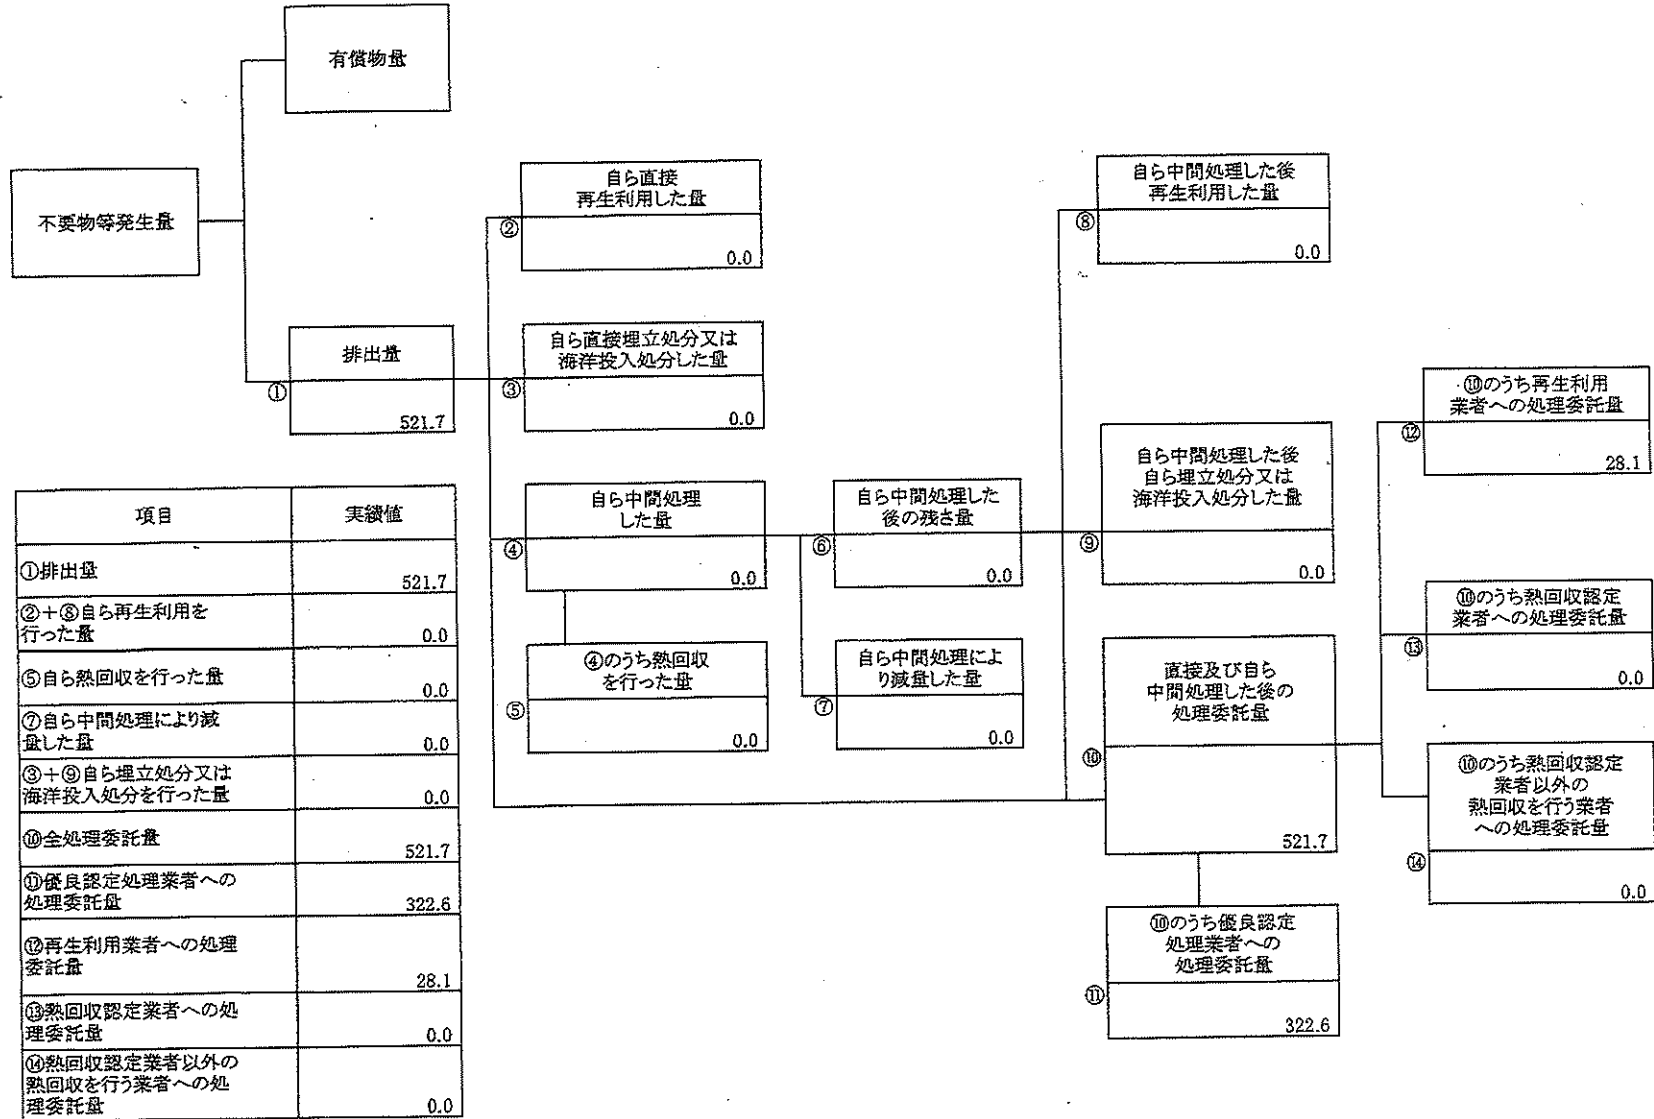 有償物量
不要物等発生量
排出量
①
521.7
自ら直接
再生利用した量
②
0.0
自ら直接埋立処分又は
海洋投入処分した量
③
0.0
自ら中間処理
した量
④
0.0
④のうち熱回収
を行った量
⑤
0.0
自ら中間処理した
後の残さ量
⑥
0.0
自ら中間処理によ
り減量した量
⑦
0.0
自ら中間処理した後
再生利用した量
⑧
0.0
自ら中間処理した後
自ら埋立処分又は
海洋投入処分した量
⑨
0.0
直接及び自ら
中間処理した後の
処理委託量
⑩
521.7
⑩のうち優良認定
処理業者への
処理委託量
⑪
322.6
⑩のうち再生利用
業者への処理委託量
⑫
28.1
⑩のうち熱回収認定
業者への処理委託量
⑬
0.0
⑩のうち熱回収認定
業者以外の
熱回収を行う業者
への処理委託量
⑭
0.0
項目 実績値
①排出量 521.7
②+⑧自ら再生利用を
行った量 0.0
⑤自ら熱回収を行った量 0.0
⑦自ら中間処理により減
量した量 0.0
③+⑨自ら埋立処分又は
海洋投入処分を行った量 0.0
⑩全処理委託量 521.7
⑪優良認定処理業者への
処理委託量 322.6
⑫再生利用業者への処理
委託量 28.1
⑬熱回収認定業者への処
理委託量 0.0
⑭熱回収認定業者以外の
熱回収を行う業者への処
理委託量 0.0